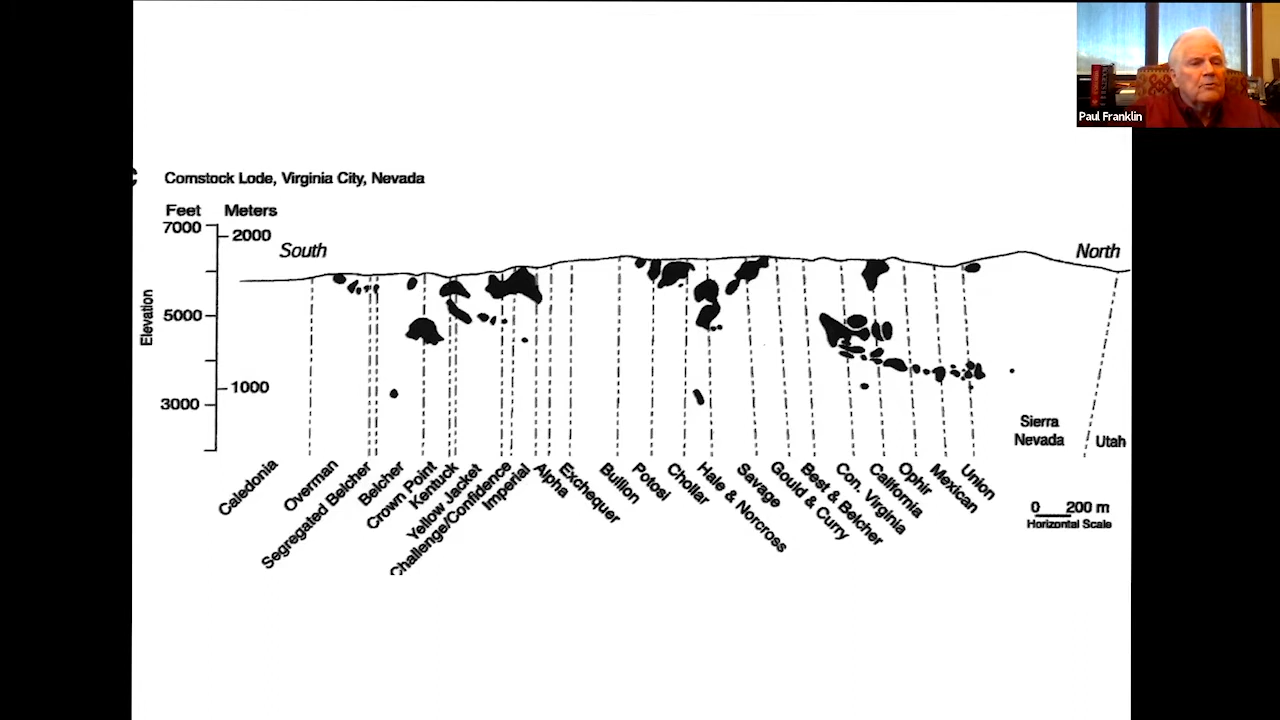 Paul Franklin
Comstock Lode, Virginia City, Nevada
Feet Meters
7000
2000
South
North
Elevation
5000
1000
3000
Sierra
Nevada
Utah
Caledonia
Overman
Segregated Belcher
Belcher
Crown Point
Kentuck
Yellow Jacket
Challenge/Confidence
Imperial
Alpha
Exchequer
Bullion
Potosi
Chollar
Hale & Norcross
Savage
Gould & Curry
Best & Belcher
Con. Virginia
California
Ophir
Mexican
Union
0 200 m
Horizontal Scale